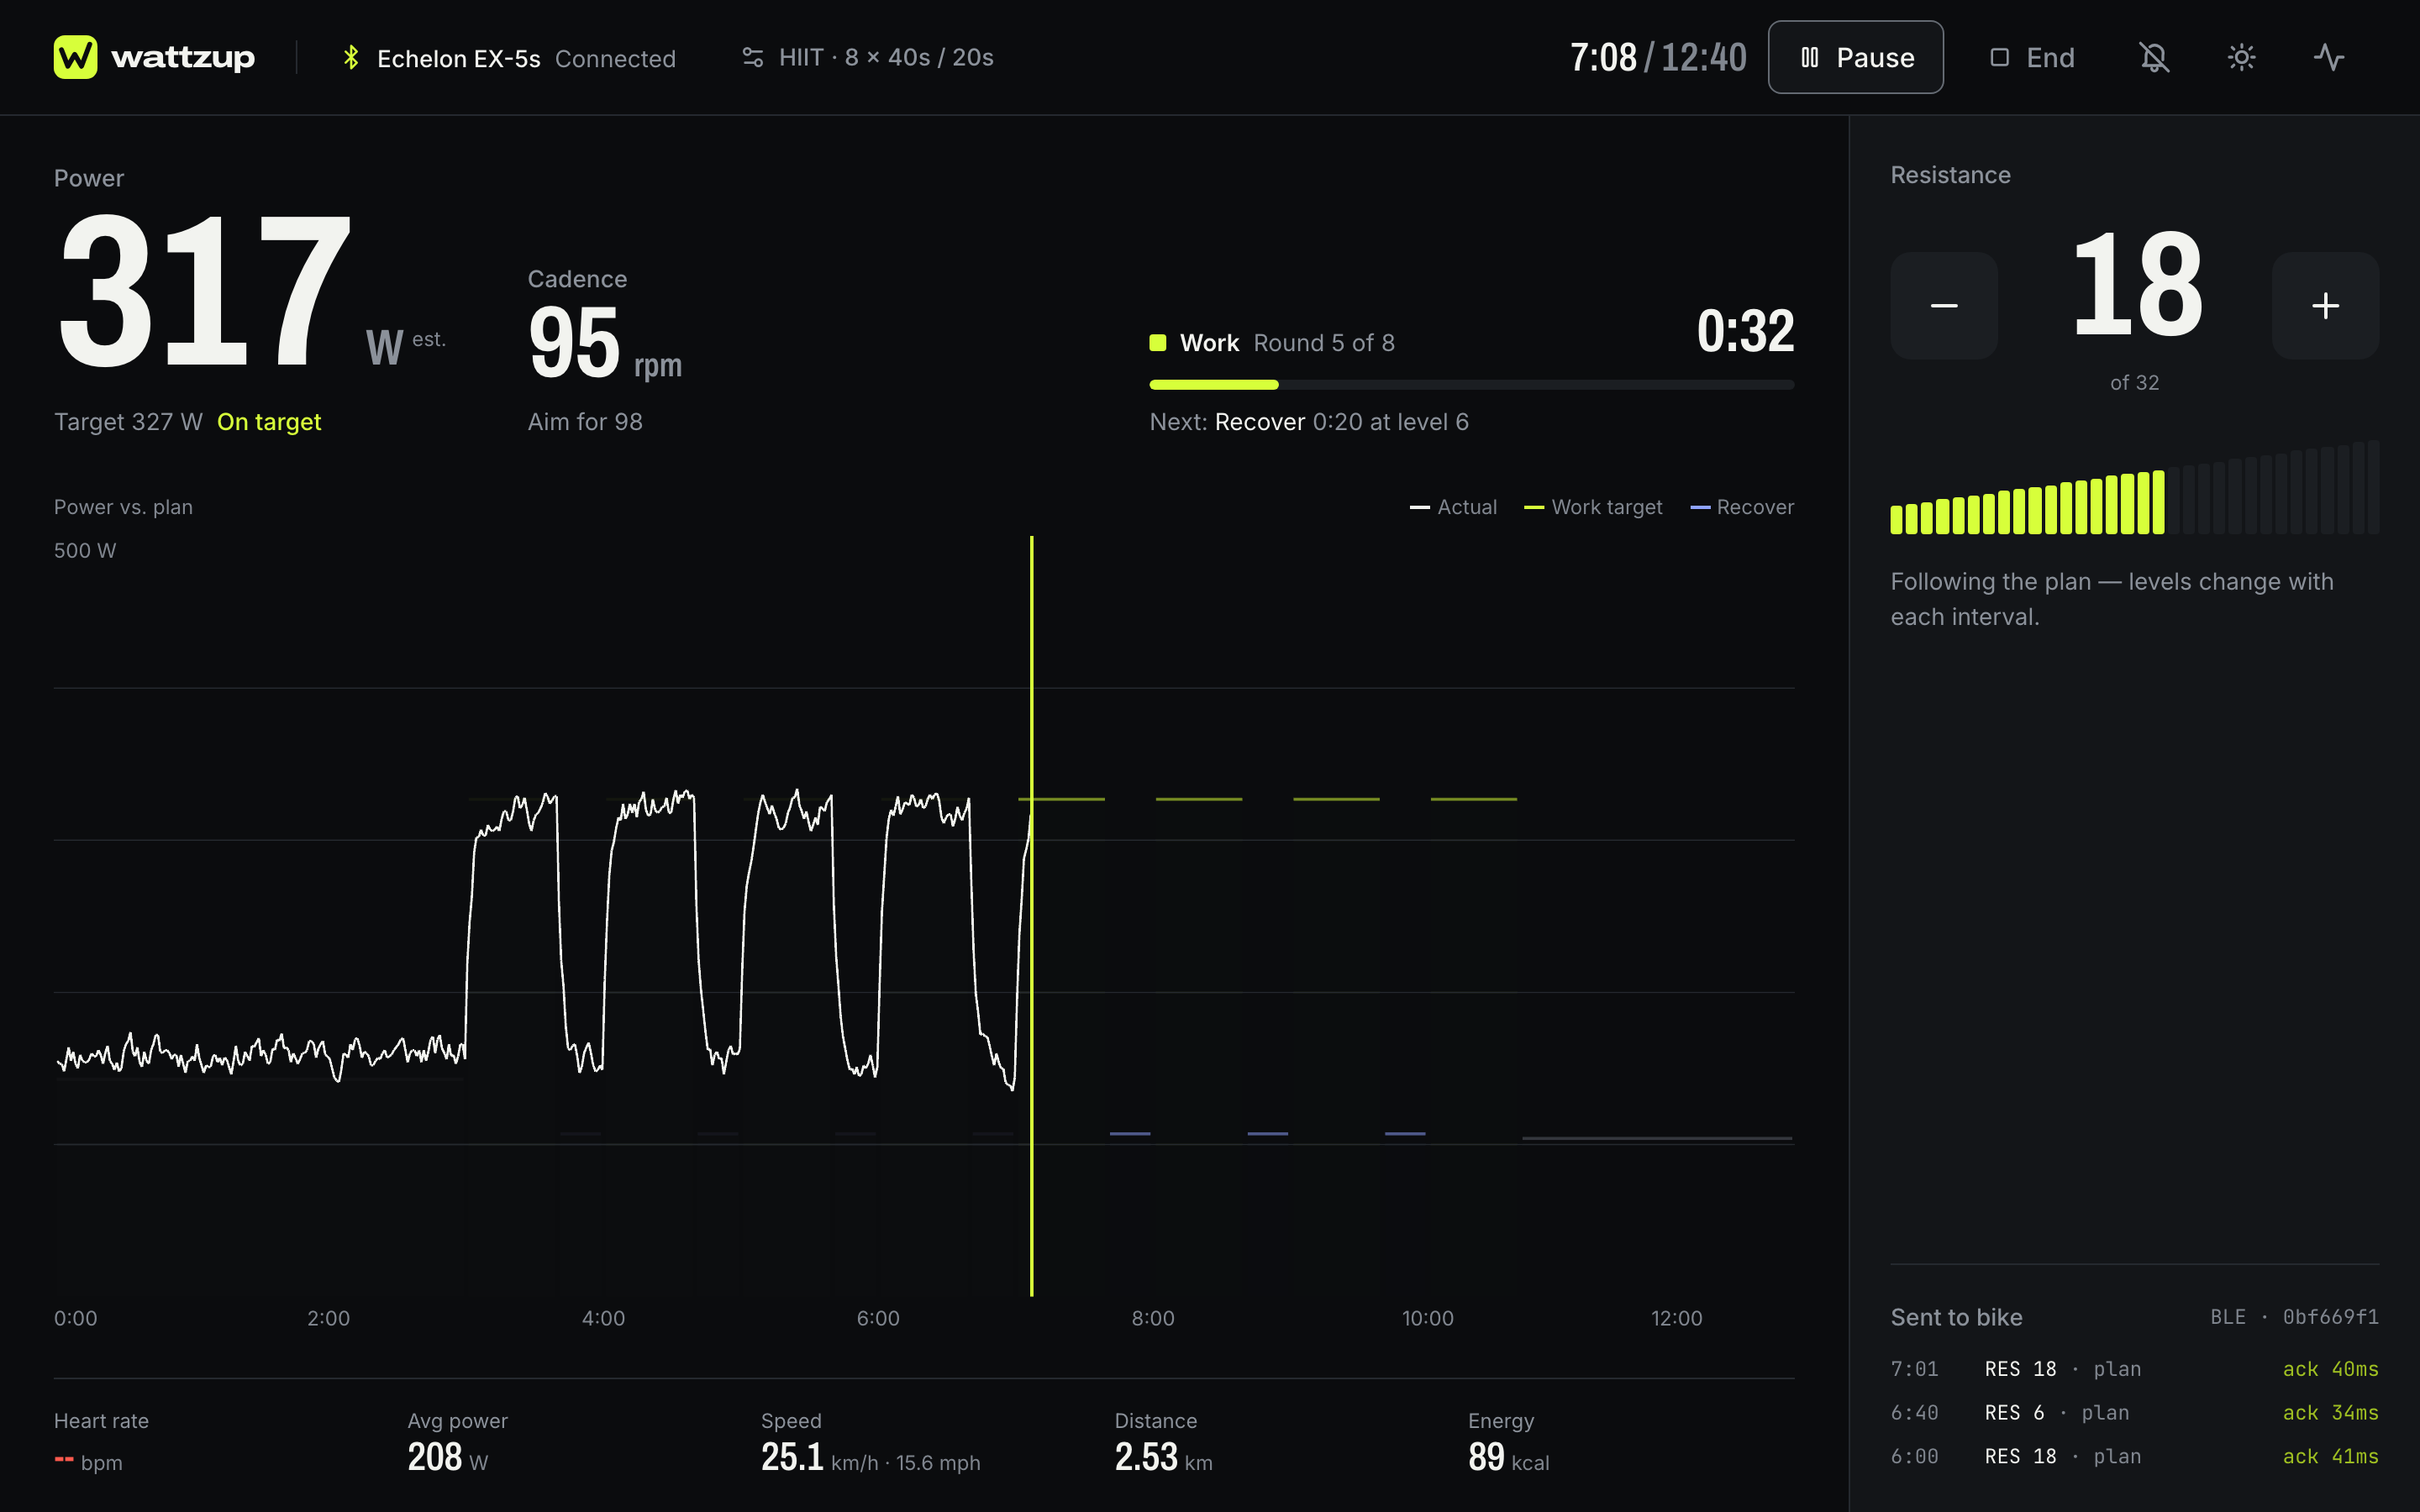 wattzup
Echelon EX-5s Connected
HIIT · 8 × 40s / 20s
7:08 / 12:40
Pause
End
Power
317 W est.
Target 327 W On target
Cadence
95 rpm
Aim for 98
Work Round 5 of 8
0:32
Next: Recover 0:20 at level 6
Power vs. plan
Actual Work target Recover
500 W
0:00 2:00 4:00 6:00 8:00 10:00 12:00
Heart rate
-- bpm
Avg power
208 W
Speed
25.1 km/h · 15.6 mph
Distance
2.53 km
Energy
89 kcal
Resistance
− 18 +
of 32
Following the plan — levels change with
each interval.
Sent to bike BLE · 0bf669f1
7:01 RES 18 · plan ack 40ms
6:40 RES 6 · plan ack 34ms
6:00 RES 18 · plan ack 41ms